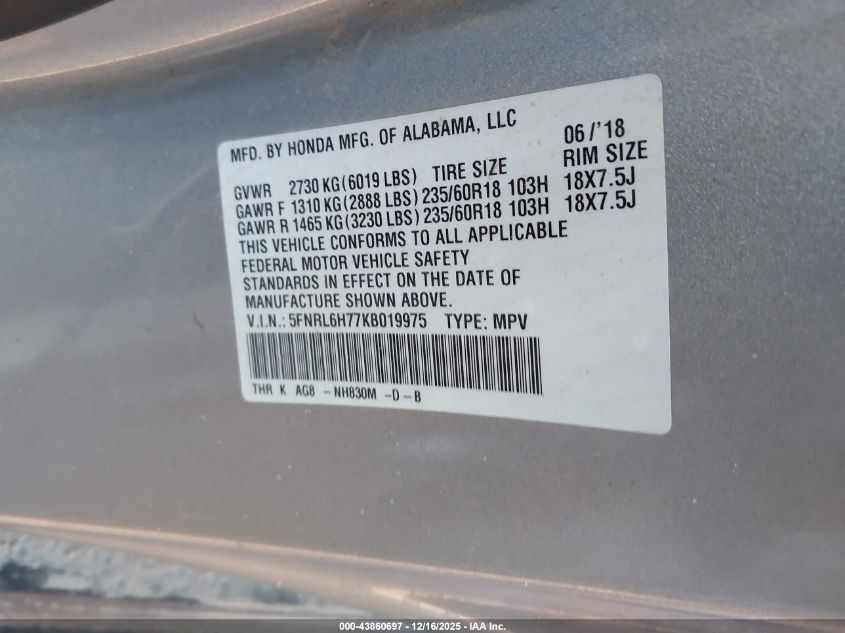 MFD. BY HONDA MFG. OF ALABAMA, LLC 06/'18
GVWR 2730 KG(6019 LBS) TIRE SIZE RIM SIZE
GAWR F 1310 KG(2888 LBS) 235/60R18 103H 18X7.5J
GAWR R 1465 KG(3230 LBS) 235/60R18 103H 18X7.5J
THIS VEHICLE CONFORMS TO ALL APPLICABLE
FEDERAL MOTOR VEHICLE SAFETY
STANDARDS IN EFFECT ON THE DATE OF
MANUFACTURE SHOWN ABOVE.
V.I.N.: 5FNRL6H77KB019975 TYPE: MPV
THR K AG8 -NH830M -D-B
000-43860697 - 12/16/2025 - IAA Inc.